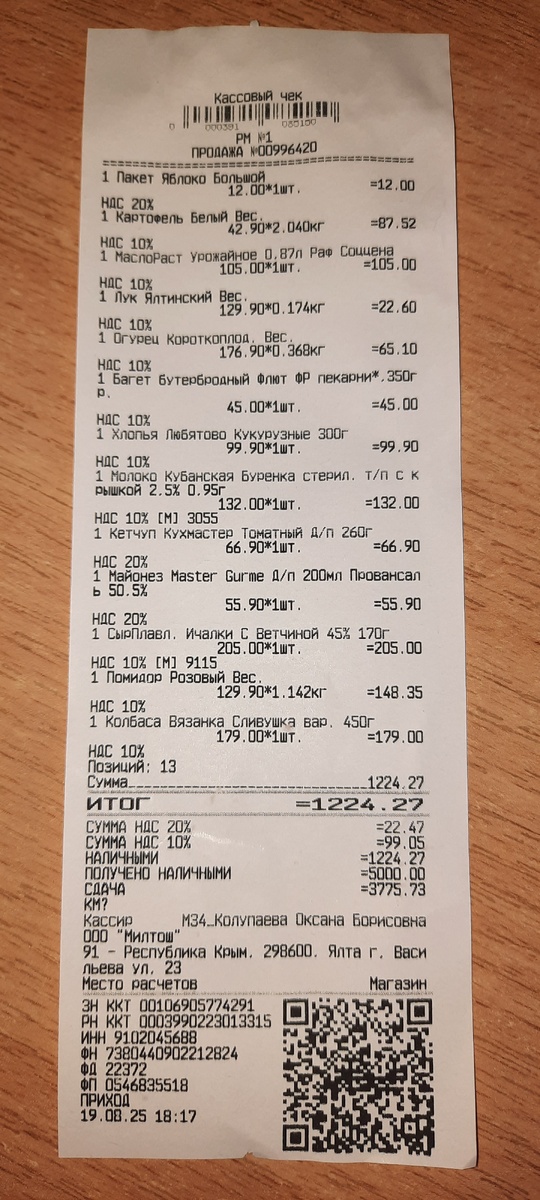 Кассовый чек
0 000391 085180
РМ №1
ПРОДАЖА №00996420
1 Пакет Яблоко Большой
12.00*1шт. =12.00
НДС 20%
1 Картофель Белый Вес.
42.90*2.040кг =87.52
НДС 10%
1 МаслоРаст Урожайное 0,87л Раф Соццена
105.00*1шт. =105.00
НДС 10%
1 Лук Ялтинский Вес.
129.90*0.174кг =22.60
НДС 10%
1 Огурец Короткоплод. Вес.
176.90*0.368кг =65.10
НДС 10%
1 Багет бутербродный Флют ФР пекарни*,350г
р.
45.00*1шт. =45.00
НДС 10%
1 Хлопья Любятово Кукурузные 300г
99.90*1шт. =99.90
НДС 10%
1 Молоко Кубанская Буренка стерил. т/п с к
рышкой 2.5% 0.95г
132.00*1шт. =132.00
НДС 10% [М] 3055
1 Кетчуп Кухмастер Томатный Д/п 260г
66.90*1шт. =66.90
НДС 20%
1 Майонез Master Gurme Д/п 200мл Провансал
ь 50.5%
55.90*1шт. =55.90
НДС 20%
1 СырПлавл. Ичалки С Ветчиной 45% 170г
205.00*1шт. =205.00
НДС 10% [М] 9115
1 Помидор Розовый Вес.
129.90*1.142кг =148.35
НДС 10%
1 Колбаса Вязанка Сливушка вар. 450г
179.00*1шт. =179.00
НДС 10%
Позиций: 13
Сумма 1224.27
ИТОГ =1224.27
СУММА НДС 20% =22.47
СУММА НДС 10% =99.05
НАЛИЧНЫМИ =1224.27
ПОЛУЧЕНО НАЛИЧНЫМИ =5000.00
СДАЧА =3775.73
КМ?
Кассир М34_Колупаева Оксана Борисовна
ООО "Милтош"
91 - Республика Крым, 298600. Ялта г, Васи
льева ул, 23
Место расчетов Магазин
ЗН ККТ 00106905774291
РН ККТ 0003990223013315
ИНН 9102045688
ФН 7380440902212824
ФД 22372
ФП 0546835518
ПРИХОД
19.08.25 18:17